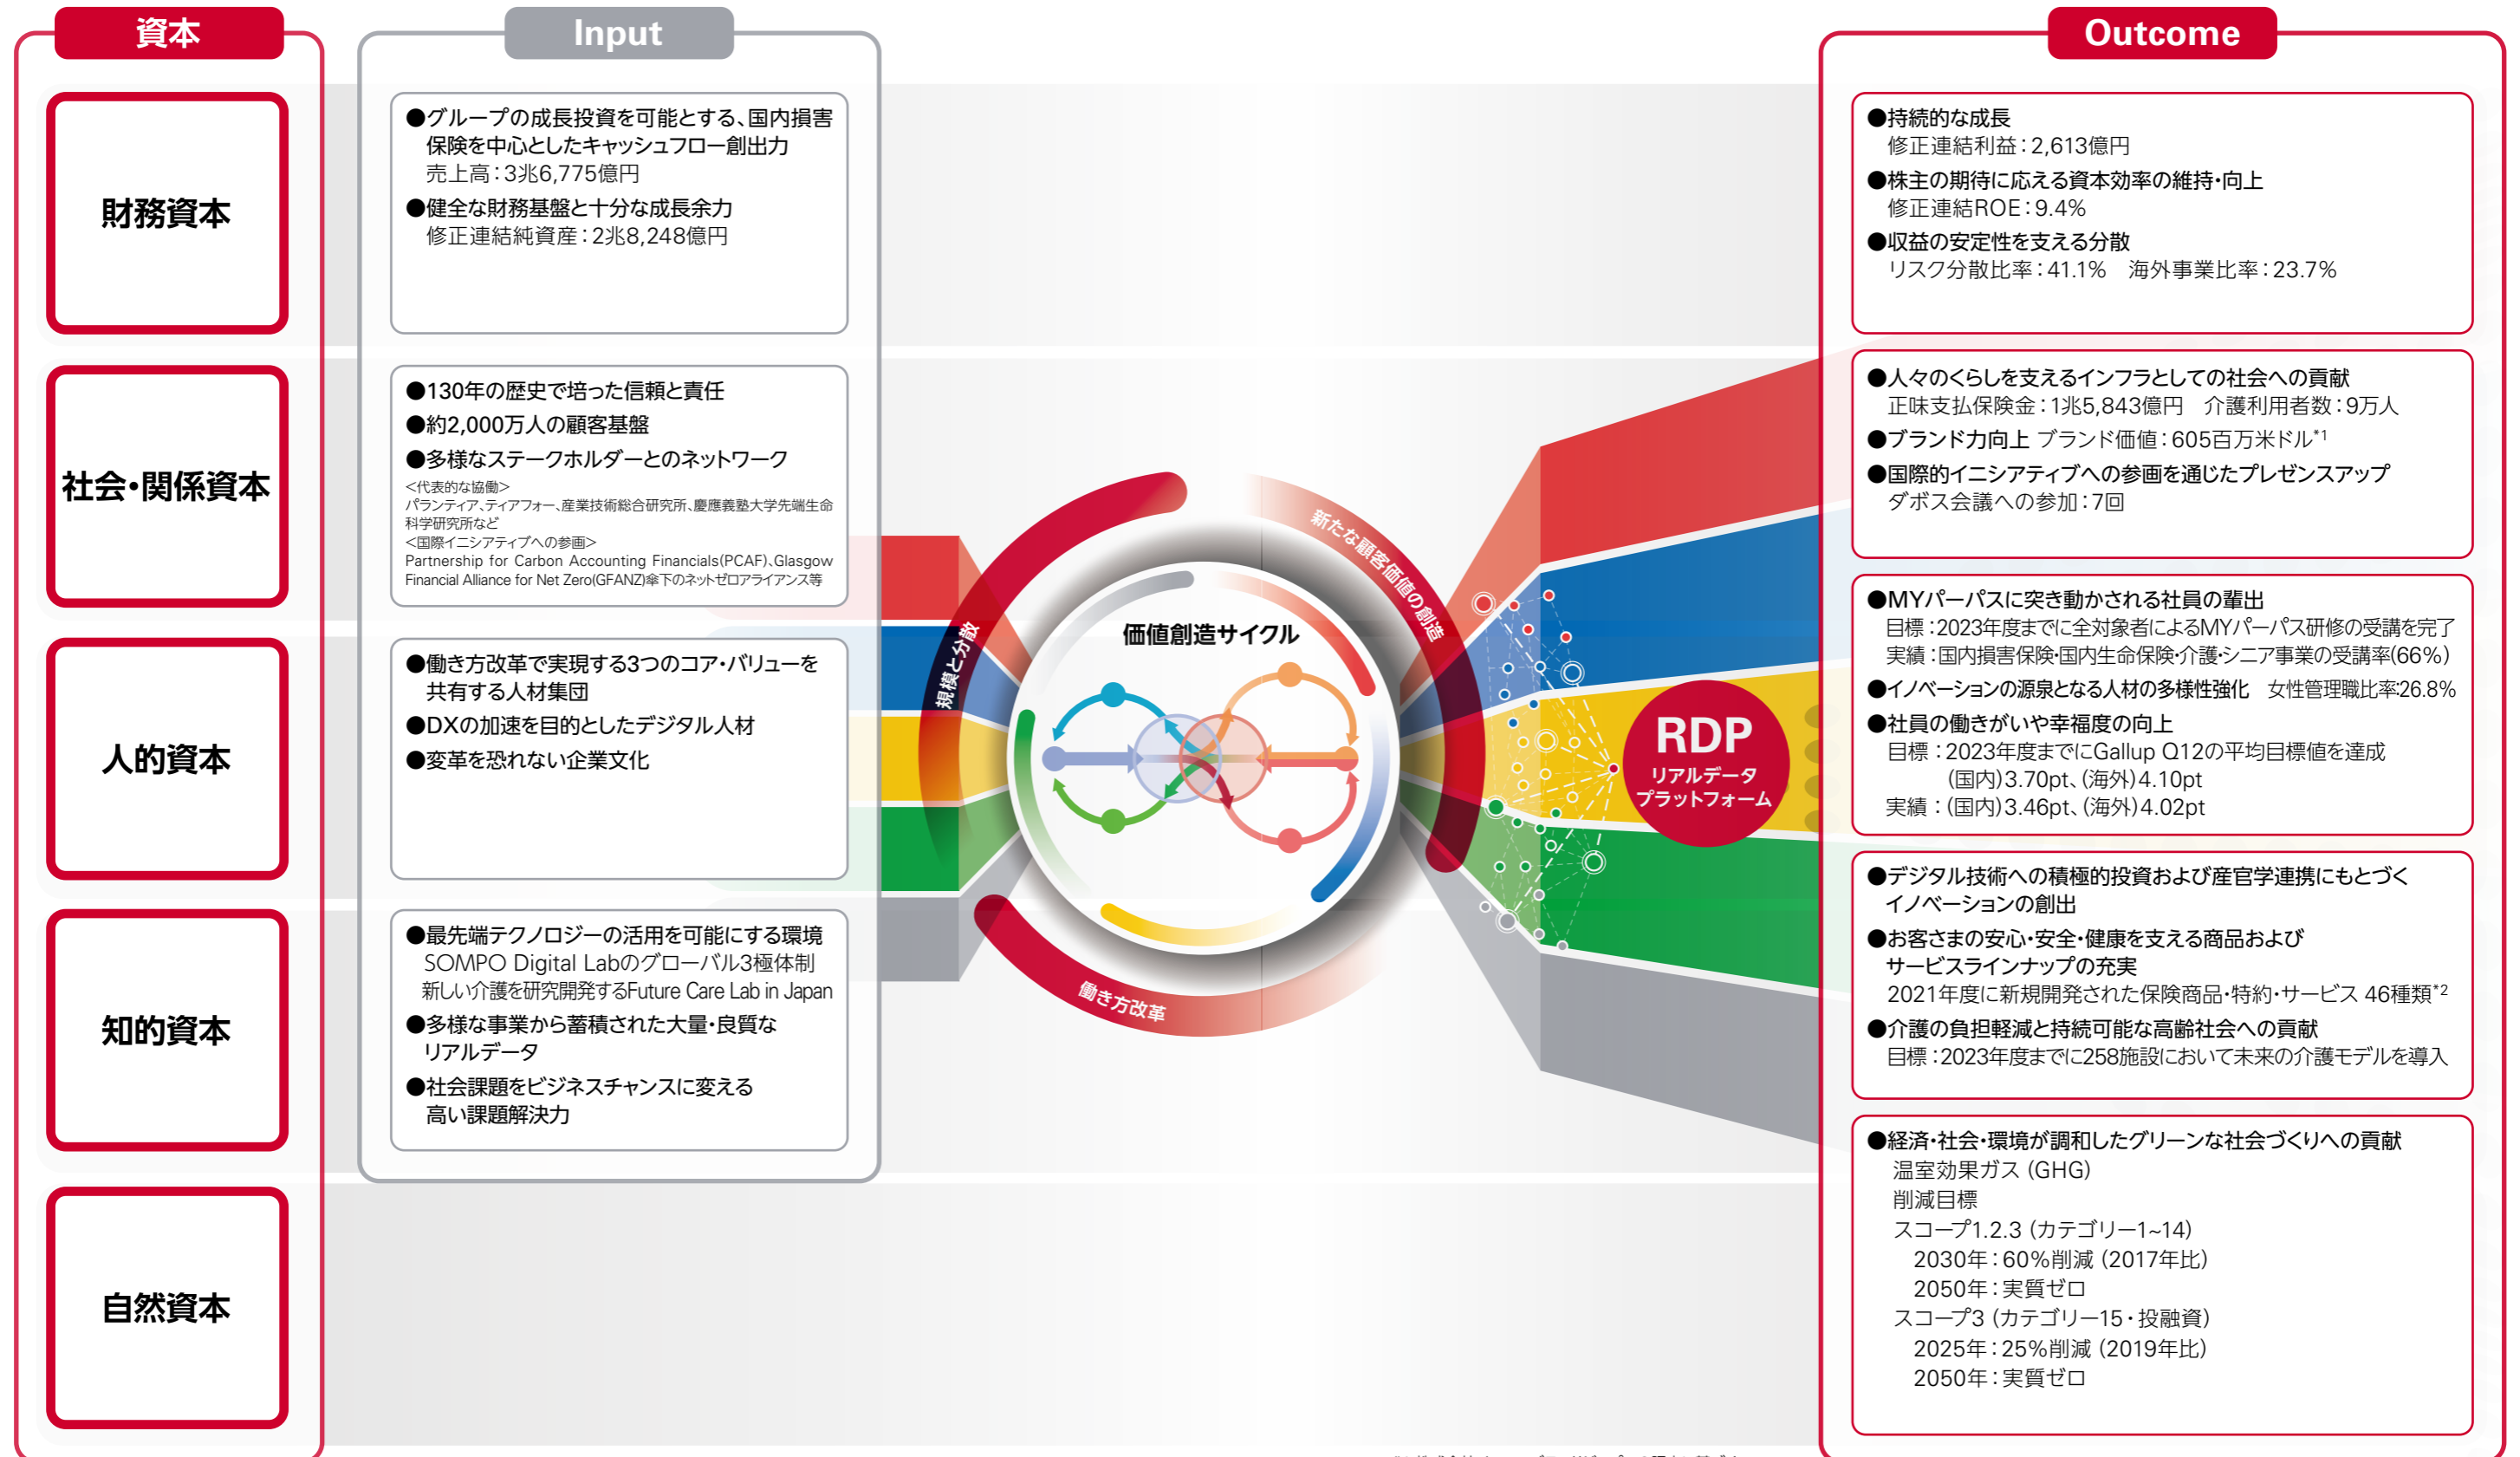 資本
Input
Outcome
財務資本
●グループの成長投資を可能とする、国内損害
保険を中心としたキャッシュフロー創出力
売上高：3兆6,775億円
●健全な財務基盤と十分な成長余力
修正連結純資産：2兆8,248億円
●持続的な成長
修正連結利益：2,613億円
●株主の期待に応える資本効率の維持・向上
修正連結ROE：9.4%
●収益の安定性を支える分散
リスク分散比率：41.1%　海外事業比率：23.7%
社会・関係資本
●130年の歴史で培った信頼と責任
●約2,000万人の顧客基盤
●多様なステークホルダーとのネットワーク
<代表的な協働>
パランティア、ティアフォー、産業技術総合研究所、慶應義塾大学先端生命
科学研究所など
<国際イニシアティブへの参画>
Partnership for Carbon Accounting Financials(PCAF)、Glasgow
Financial Alliance for Net Zero(GFANZ)傘下のネットゼロアライアンス等
●人々のくらしを支えるインフラとしての社会への貢献
正味支払保険金：1兆5,843億円　介護利用者数：9万人
●ブランド力向上 ブランド価値：605百万米ドル*1
●国際的イニシアティブへの参画を通じたプレゼンスアップ
ダボス会議への参加：7回
人的資本
●働き方改革で実現する3つのコア・バリューを
共有する人材集団
●DXの加速を目的としたデジタル人材
●変革を恐れない企業文化
●MYパーパスに突き動かされる社員の輩出
目標：2023年度までに全対象者によるMYパーパス研修の受講を完了
実績：国内損害保険・国内生命保険・介護・シニア事業の受講率(66%)
●イノベーションの源泉となる人材の多様性強化　女性管理職比率:26.8%
●社員の働きがいや幸福度の向上
目標：2023年度までにGallup Q12の平均目標値を達成
(国内)3.70pt、(海外)4.10pt
実績：(国内)3.46pt、(海外)4.02pt
規模と分散
新たな顧客価値の創造
働き方改革
価値創造サイクル
RDP
リアルデータ
プラットフォーム
知的資本
●最先端テクノロジーの活用を可能にする環境
SOMPO Digital Labのグローバル3極体制
新しい介護を研究開発するFuture Care Lab in Japan
●多様な事業から蓄積された大量・良質な
リアルデータ
●社会課題をビジネスチャンスに変える
高い課題解決力
●デジタル技術への積極的投資および産官学連携にもとづく
イノベーションの創出
●お客さまの安心・安全・健康を支える商品および
サービスラインナップの充実
2021年度に新規開発された保険商品・特約・サービス 46種類*2
●介護の負担軽減と持続可能な高齢社会への貢献
目標：2023年度までに258施設において未来の介護モデルを導入
自然資本
●経済・社会・環境が調和したグリーンな社会づくりへの貢献
温室効果ガス (GHG)
削減目標
スコープ1.2.3 (カテゴリー1~14)
2030年：60%削減 (2017年比)
2050年：実質ゼロ
スコープ3 (カテゴリー15・投融資)
2025年：25%削減 (2019年比)
2050年：実質ゼロ